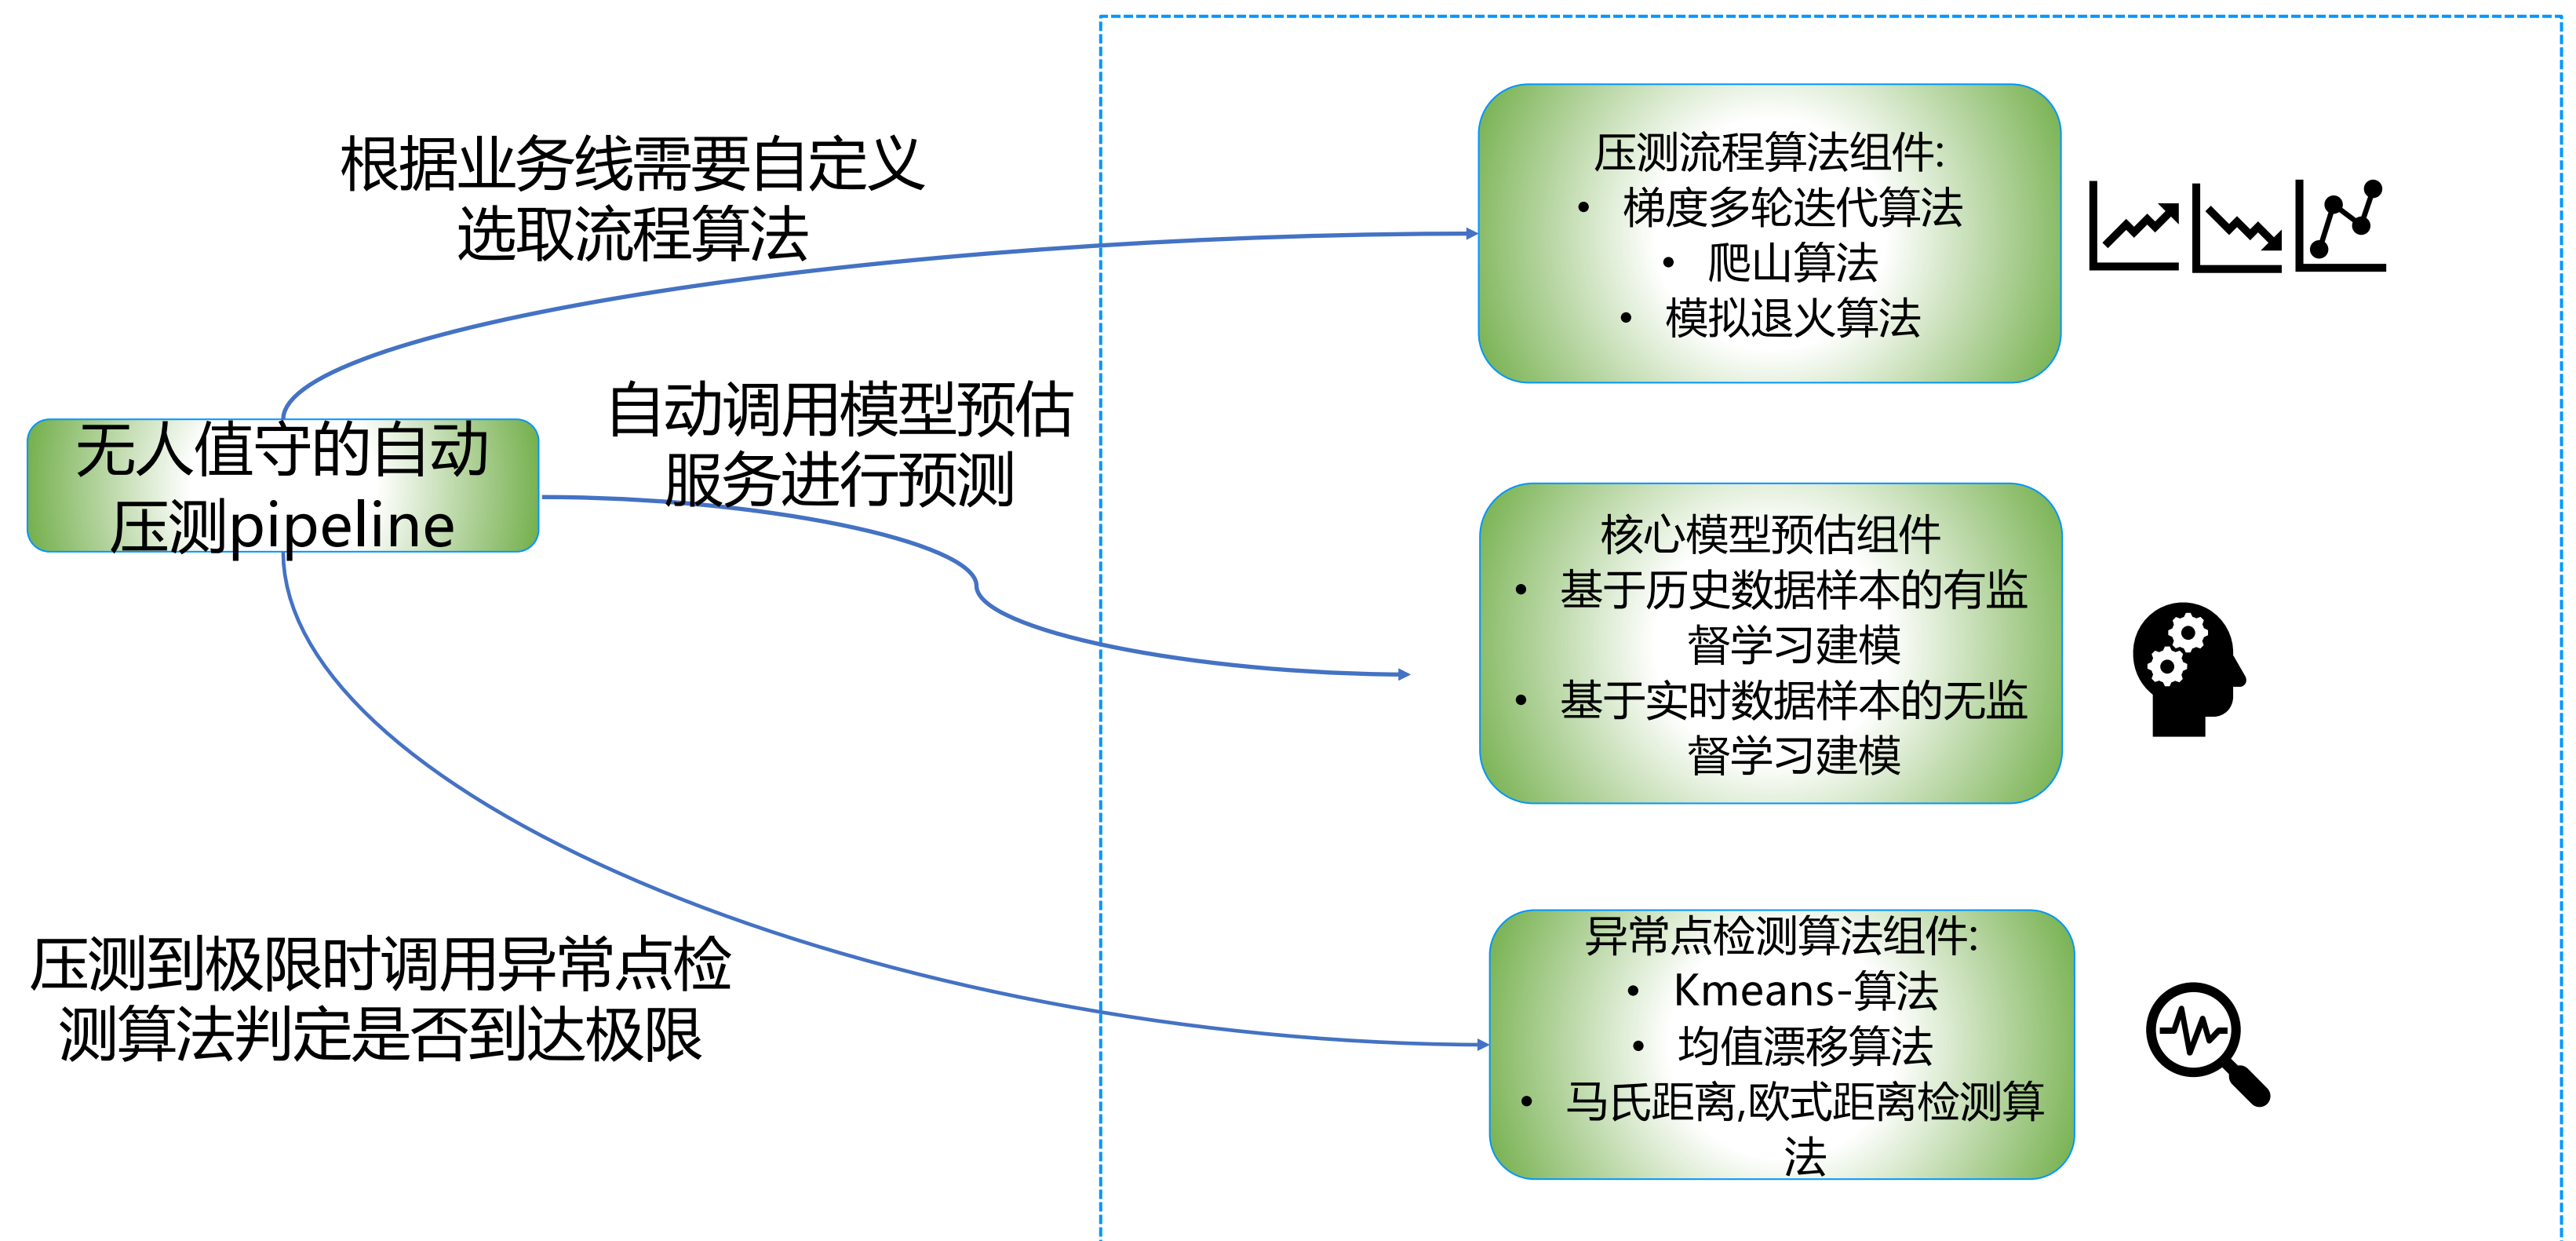 根据业务线需要自定义
选取流程算法
自动调用模型预估
服务进行预测
无人值守的自动
压测pipeline
压测到极限时调用异常点检
测算法判定是否到达极限
压测流程算法组件:
• 梯度多轮迭代算法
• 爬山算法
• 模拟退火算法
核心模型预估组件
• 基于历史数据样本的有监
督学习建模
• 基于实时数据样本的无监
督学习建模
异常点检测算法组件:
• Kmeans-算法
• 均值漂移算法
• 马氏距离,欧式距离检测算
法